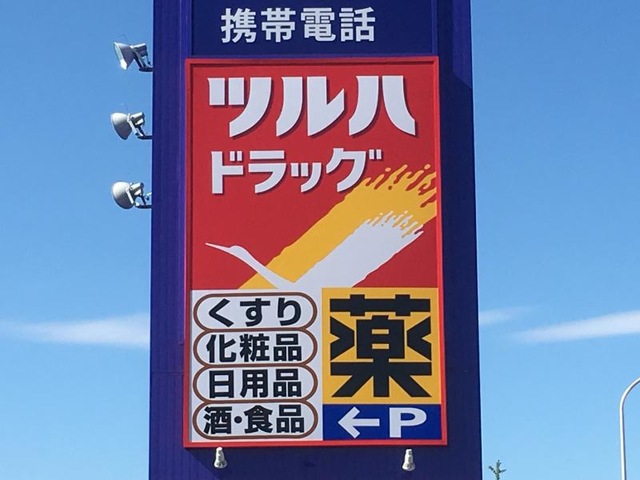 携帯電話
ツルハ
ドラッグ
くすり
化粧品
日用品
酒・食品
薬
←P